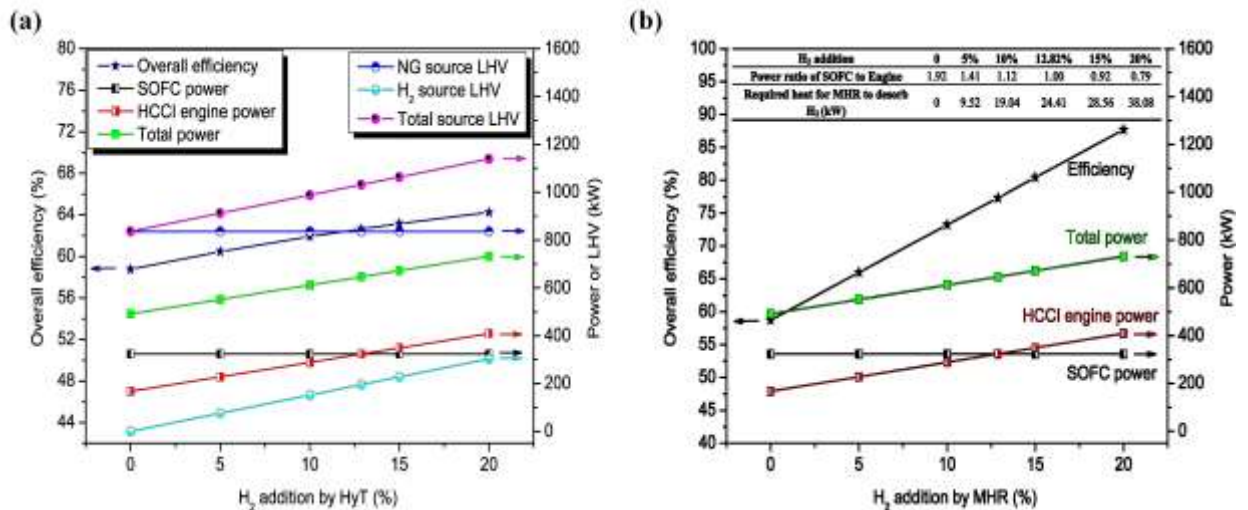 (a)
80
76
72
68
64
60
56
52
48
44
Overall efficiency (%)
Overall efficiency
SOFC power
HCCI engine power
Total power
NG source LHV
H₂ source LHV
Total source LHV
1600
1400
1200
1000
800
600
400
200
0
Power or LHV (kW)
0 5 10 15 20
H₂ addition by HyT (%)
(b)
100
95
90
85
80
75
70
65
60
55
50
45
40
Overall efficiency (%)
H₂ addition 0 5% 10% 12.82% 15% 20%
Power ratio of SOFC to Engine 1.92 1.41 1.12 1.00 0.92 0.79
Required heat for MHR to desorb
H₂ (kW) 0 9.52 19.04 24.41 28.56 38.08
Efficiency
Total power
HCCI engine power
SOFC power
1600
1400
1200
1000
800
600
400
200
0
Power (kW)
0 5 10 15 20
H₂ addition by MHR (%)